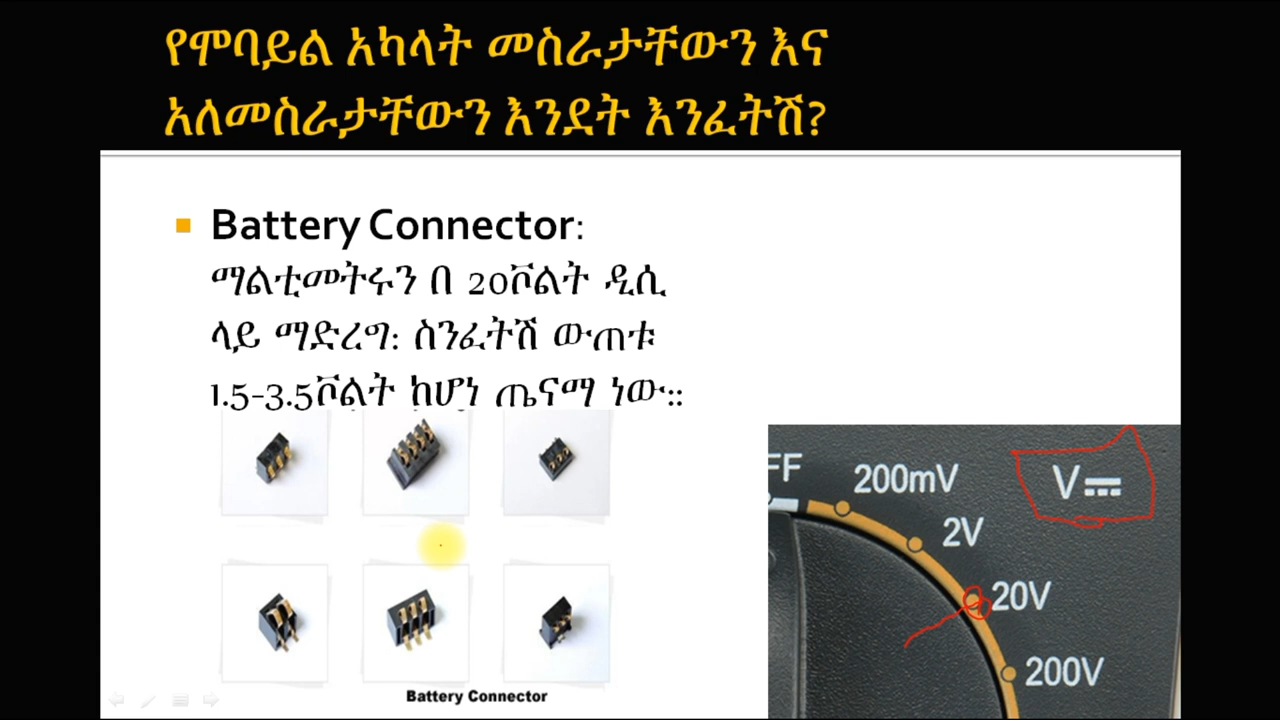 የሞባይል አካላት መስራታቸውን እና
አለመስራታቸውን እንደት እንፈትሽ?
Battery Connector:
ማልቲመትሩን በ 20ቮልት ዲሲ
ላይ ማድረግ: ስንፈትሽ ውጠቱ
1.5-3.5ቮልት ከሆነ ጤናማ ነው።
Battery Connector
FF
200mV
V
2V
20V
200V